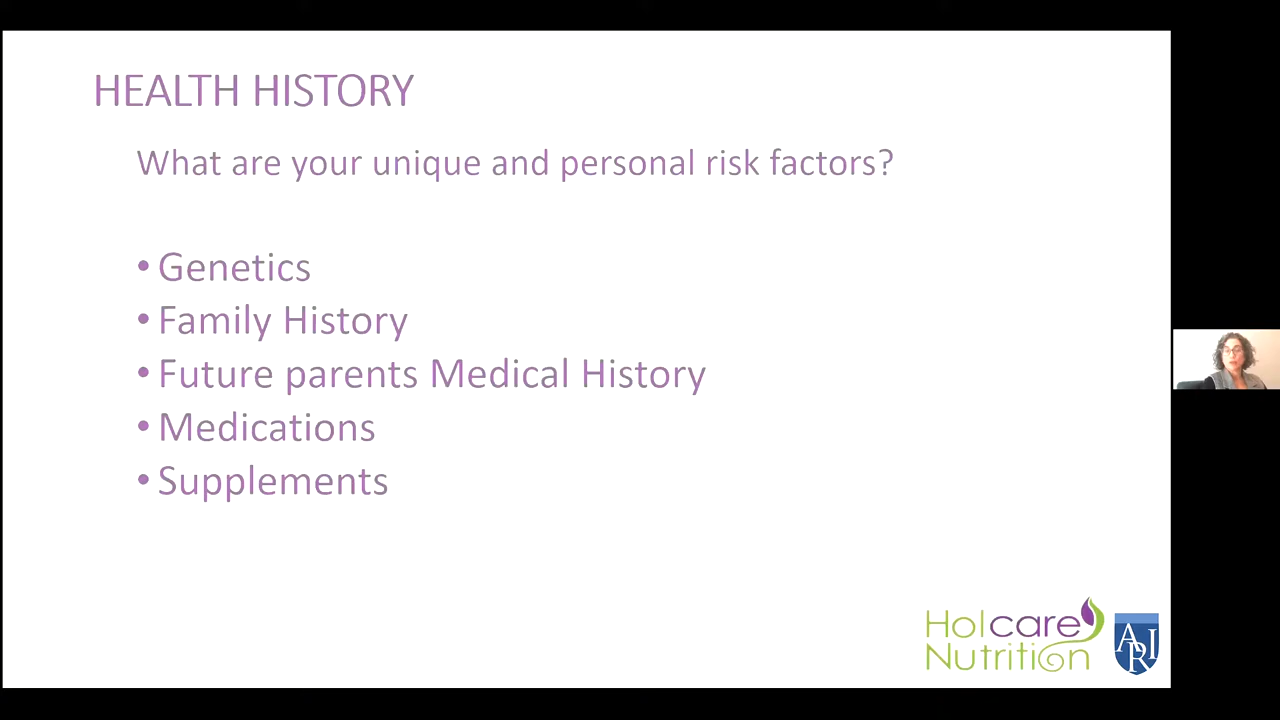 HEALTH HISTORY
What are your unique and personal risk factors?
• Genetics
• Family History
• Future parents Medical History
• Medications
• Supplements
Holcare
Nutrition
ARI